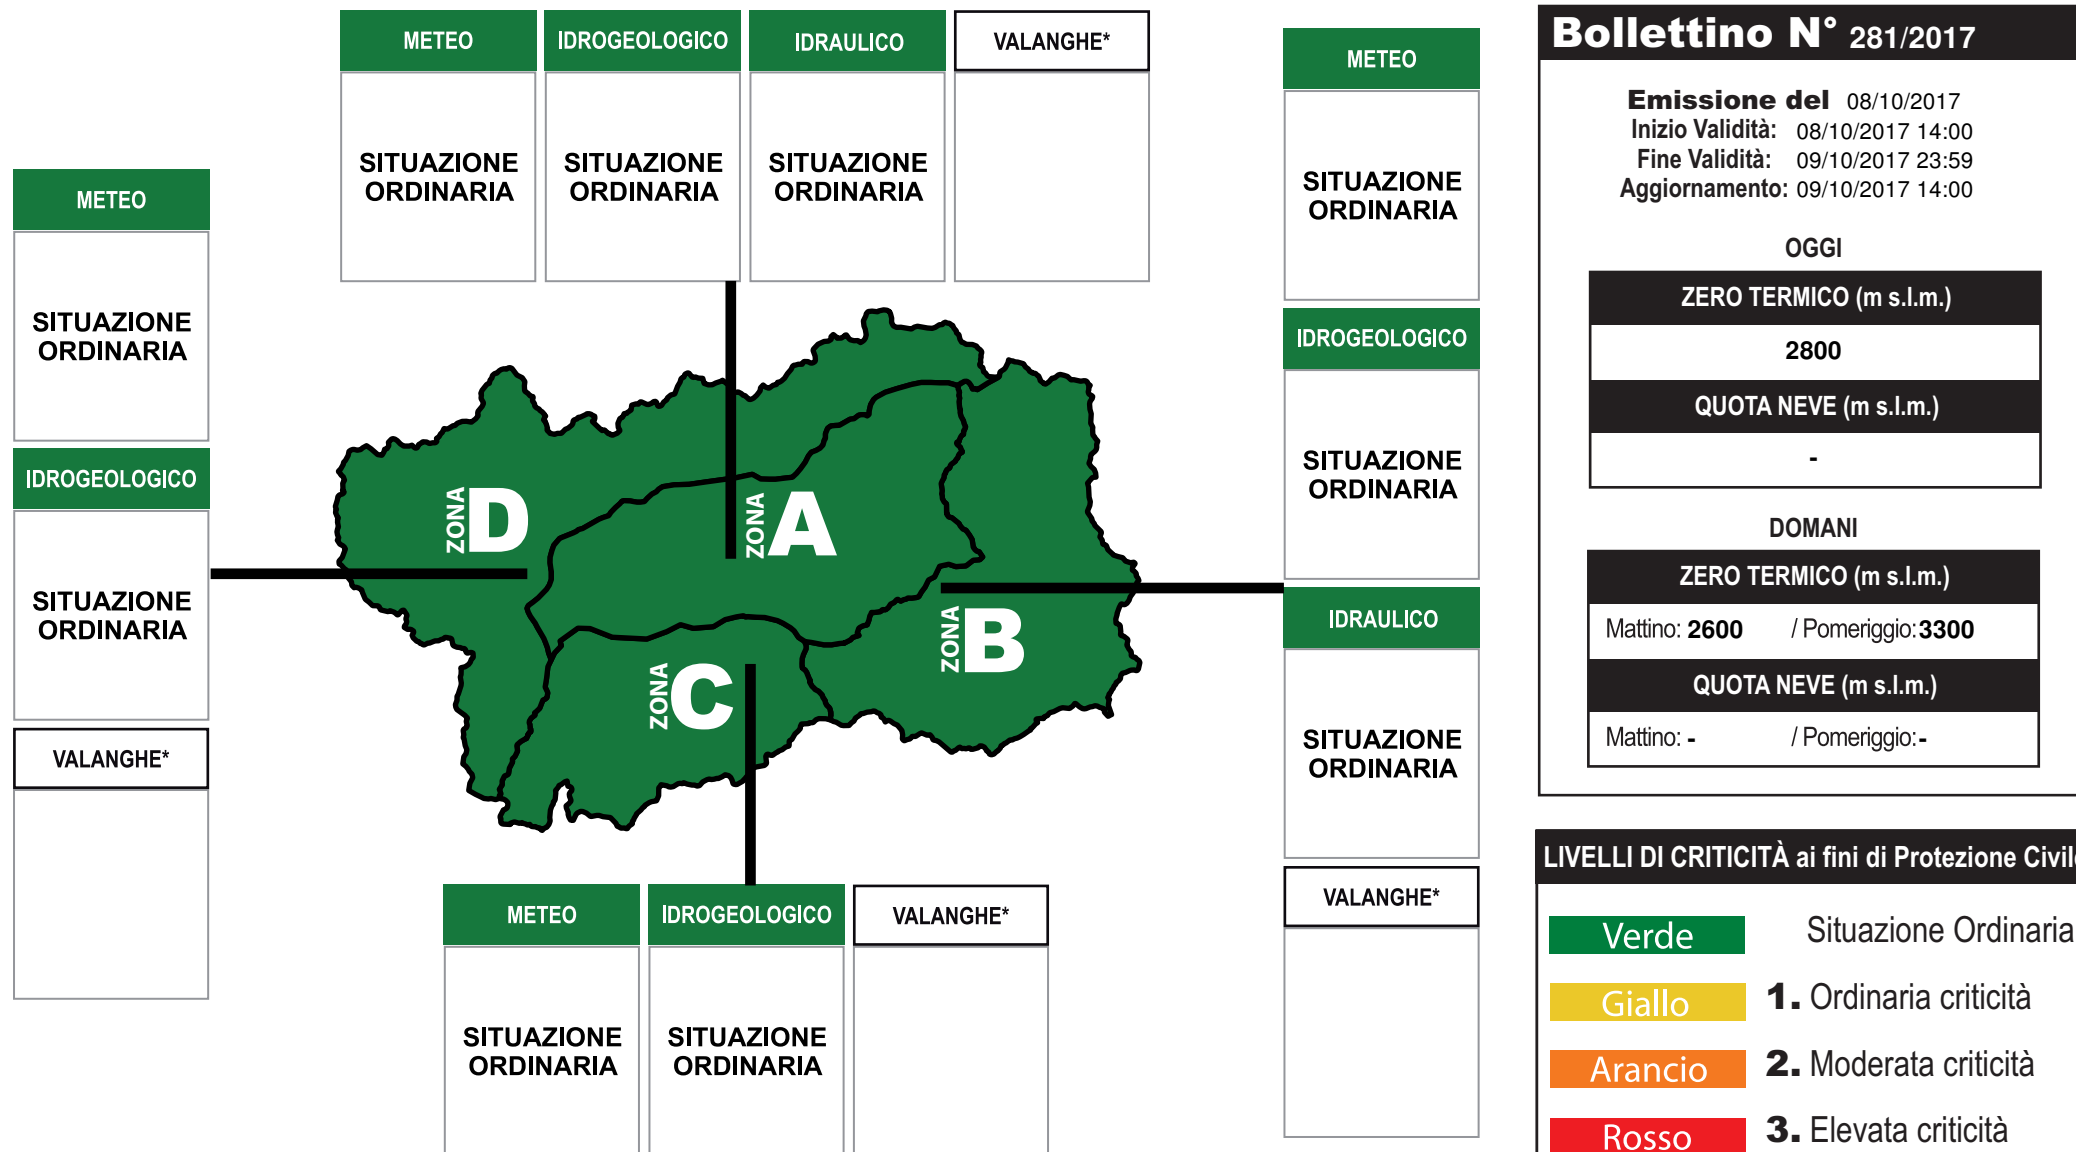 METEO
IDROGEOLOGICO
IDRAULICO
VALANGHE*
SITUAZIONE
ORDINARIA
SITUAZIONE
ORDINARIA
SITUAZIONE
ORDINARIA
METEO
SITUAZIONE
ORDINARIA
IDROGEOLOGICO
SITUAZIONE
ORDINARIA
VALANGHE*
ZONA D
ZONA A
ZONA B
ZONA C
METEO
SITUAZIONE
ORDINARIA
IDROGEOLOGICO
SITUAZIONE
ORDINARIA
IDRAULICO
SITUAZIONE
ORDINARIA
VALANGHE*
METEO
IDROGEOLOGICO
VALANGHE*
SITUAZIONE
ORDINARIA
SITUAZIONE
ORDINARIA
Bollettino N° 281/2017
Emissione del 08/10/2017
Inizio Validità: 08/10/2017 14:00
Fine Validità: 09/10/2017 23:59
Aggiornamento: 09/10/2017 14:00
OGGI
ZERO TERMICO (m s.l.m.)
2800
QUOTA NEVE (m s.l.m.)
-
DOMANI
ZERO TERMICO (m s.l.m.)
Mattino: 2600 / Pomeriggio: 3300
QUOTA NEVE (m s.l.m.)
Mattino: - / Pomeriggio: -
LIVELLI DI CRITICITÀ ai fini di Protezione Civil
Verde Situazione Ordinaria
Giallo 1. Ordinaria criticità
Arancio 2. Moderata criticità
Rosso 3. Elevata criticità